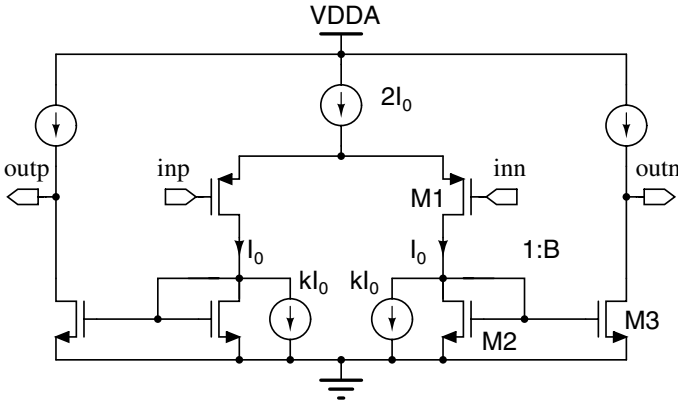 VDDA
2I₀
outp
inp
M1
inn
outn
I₀
I₀
1:B
kI₀
kI₀
M2
M3